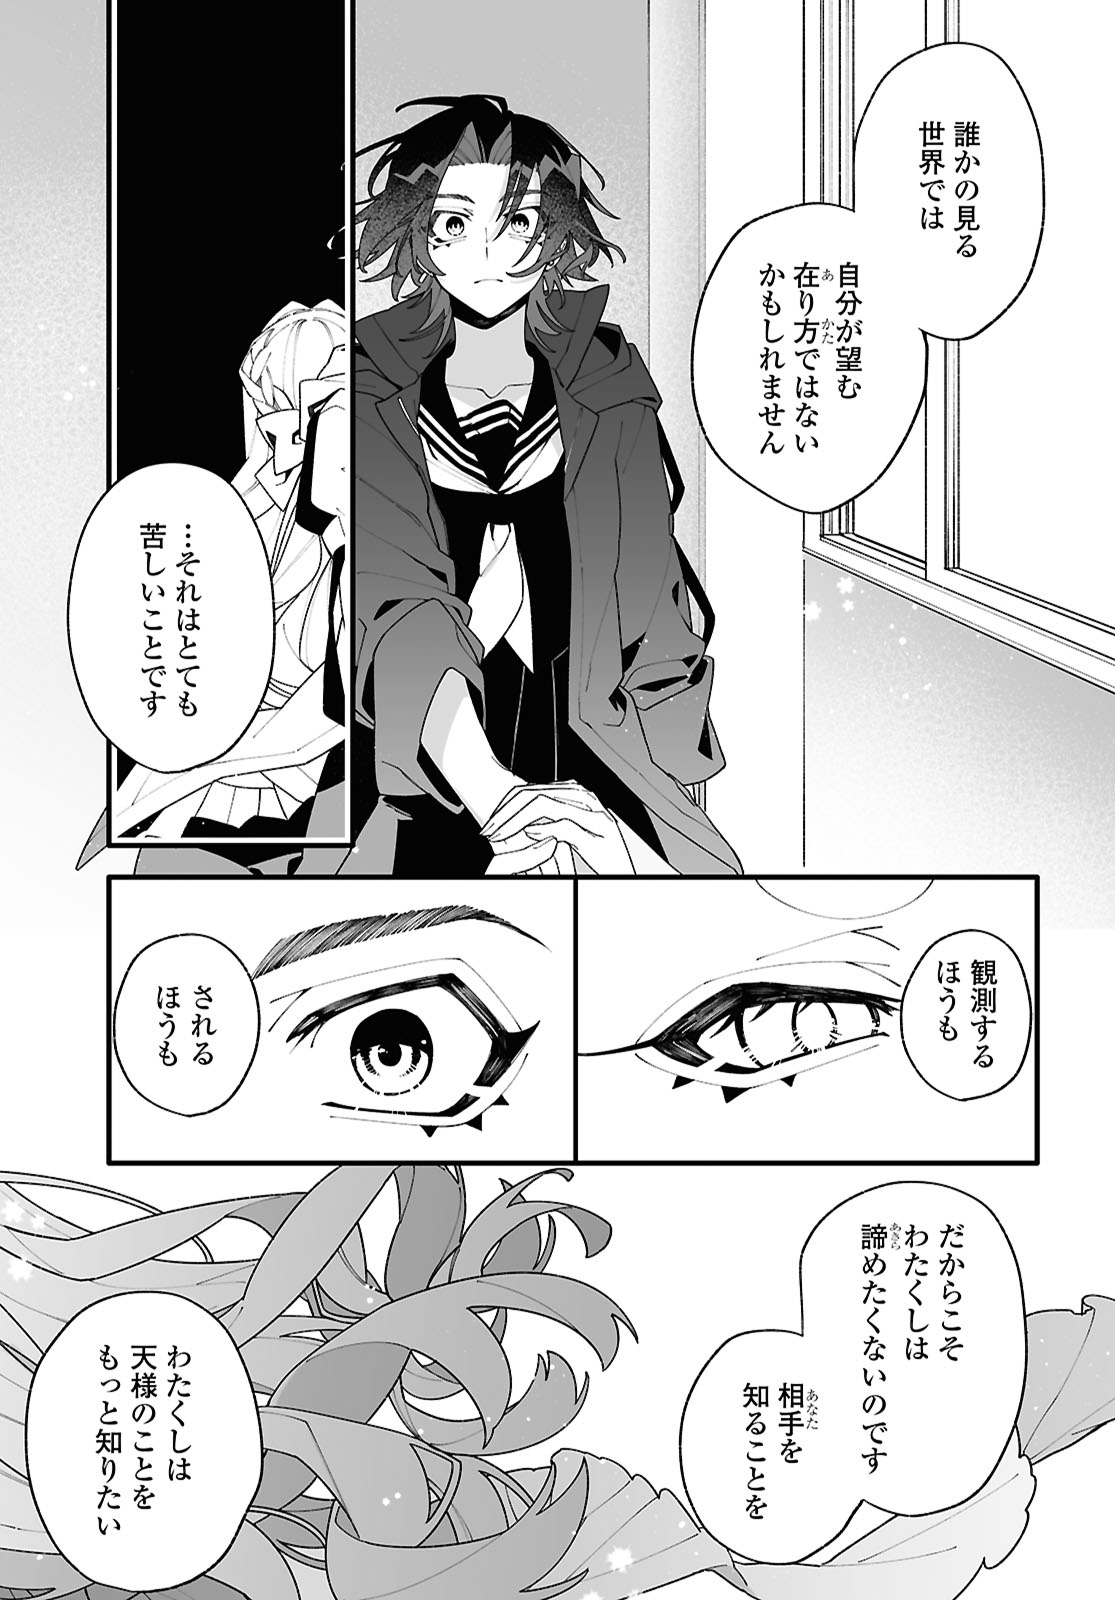 誰かの見る
世界では
自分が望む
在り方ではない
かもしれません
…それはとても
苦しいことです
観測する
ほうも
される
ほうも
だからこそ
わたくしは
諦めたくないのです
相手を
知ることを
わたくしは
天様のことを
もっと知りたい